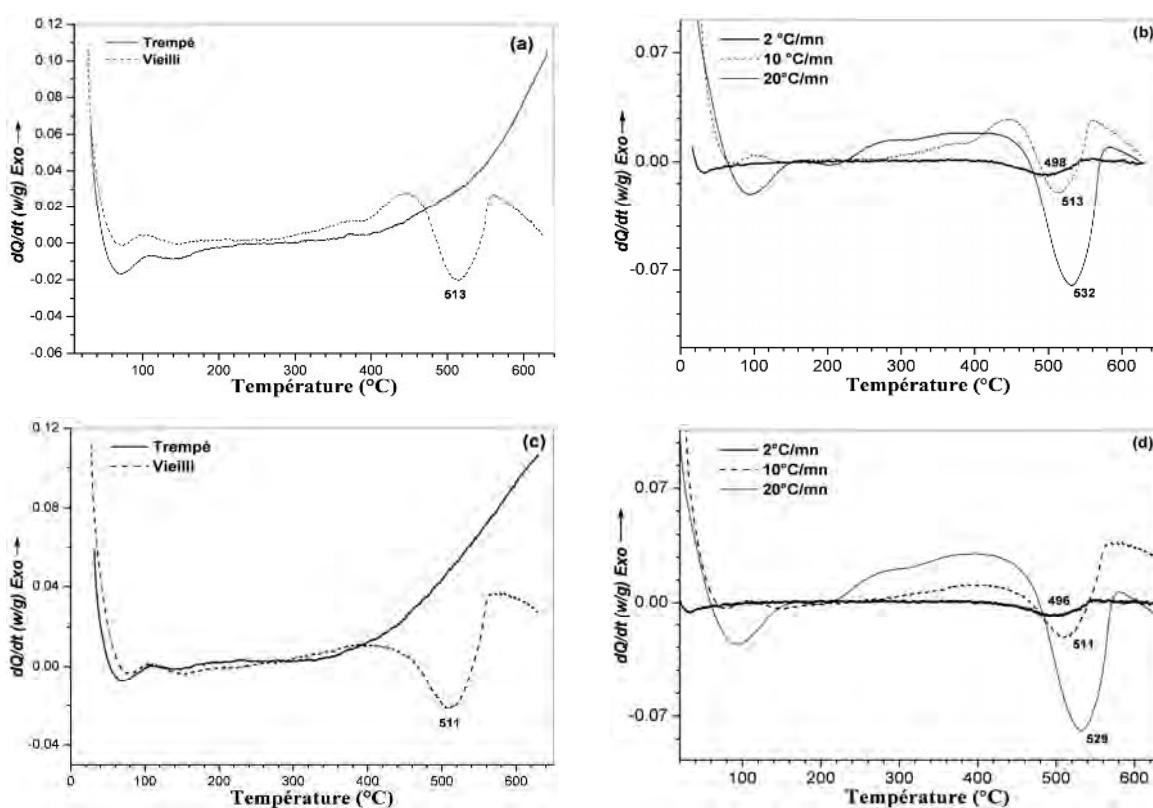 (a)
Trempé
Vieilli
0.12
0.10
0.08
0.06
0.04
0.02
0.00
-0.02
-0.04
-0.06
dQ/dt (w/g) Exo →
513
100 200 300 400 500 600
Température (°C)
(b)
2 °C/mn
10 °C/mn
20°C/mn
0.07
0.00
-0.07
dQ/dt (w/g) Exo →
498
513
532
0 100 200 300 400 500 600
Température (°C)
(c)
Trempé
Vieilli
0.12
0.08
0.04
0.00
-0.04
dQ/dt (w/g) Exo →
511
0 100 200 300 400 500 600
Température (°C)
(d)
2°C/mn
10°C/mn
20°C/mn
0.07
0.00
-0.07
dQ/dt (w/g) Exo →
496
511
529
100 200 300 400 500 600
Température (°C)